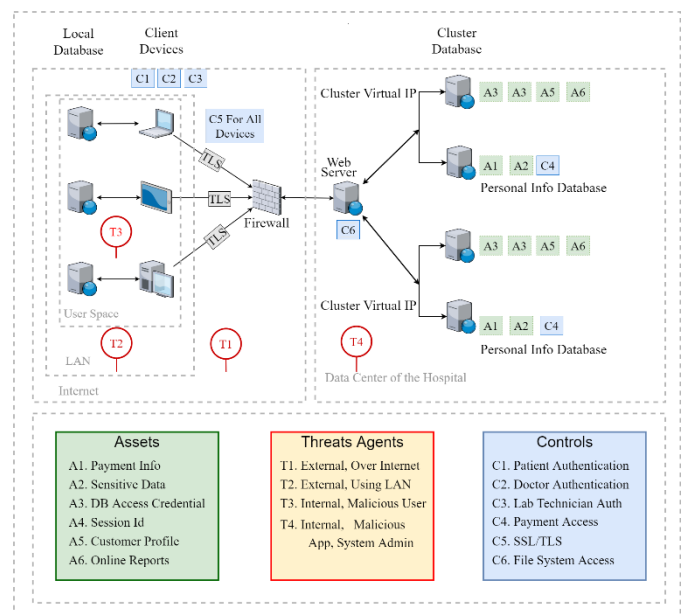 Local
Database
Client
Devices
Cluster
Database
C1 C2 C3
C5 For All
Devices
TLS
TLS
TLS
Firewall
Web
Server
C6
Cluster Virtual IP
A3 A3 A5 A6
A1 A2 C4
Personal Info Database
A3 A3 A5 A6
Cluster Virtual IP
A1 A2 C4
Personal Info Database
T3
User Space
T2
LAN
T1
Internet
T4
Data Center of the Hospital
Assets
A1. Payment Info
A2. Sensitive Data
A3. DB Access Credential
A4. Session Id
A5. Customer Profile
A6. Online Reports
Threats Agents
T1. External, Over Internet
T2. External, Using LAN
T3. Internal, Malicious User
T4. Internal, Malicious
App, System Admin
Controls
C1. Patient Authentication
C2. Doctor Authentication
C3. Lab Technician Auth
C4. Payment Access
C5. SSL/TLS
C6. File System Access